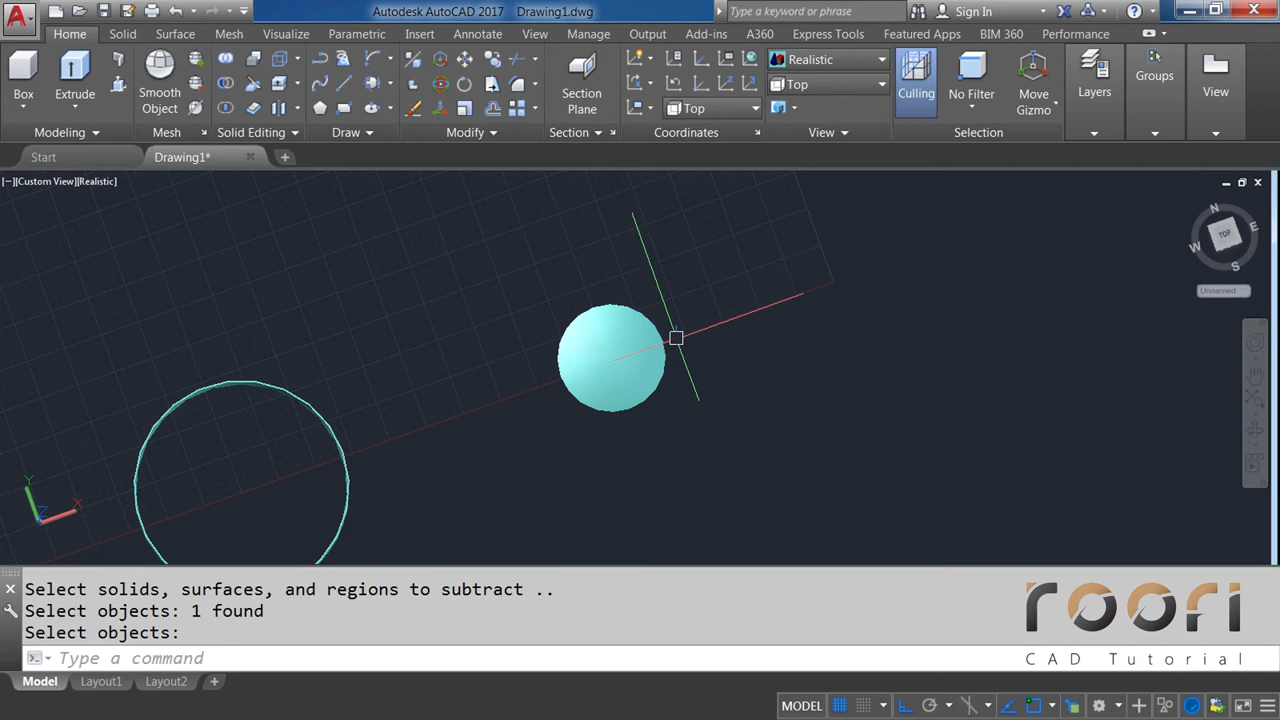 Autodesk AutoCAD 2017 Drawing1.dwg
Type a keyword or phrase
Sign In
Home Solid Surface Mesh Visualize Parametric Insert Annotate View Manage Output Add-ins A360 Express Tools Featured Apps BIM 360 Performance
Box
Extrude
Smooth
Object
Section
Plane
Top
Realistic
Top
Culling
No Filter
Move
Gizmo
Layers
Groups
View
Modeling
Mesh
Solid Editing
Draw
Modify
Section
Coordinates
View
Selection
Start
Drawing1*
[−][Custom View][Realistic]
N
W
TOP
E
S
Unnamed
Y
X
Z
Select solids, surfaces, and regions to subtract ..
Select objects: 1 found
Select objects:
Type a command
roofi
CAD Tutorial
Model Layout1 Layout2
MODEL